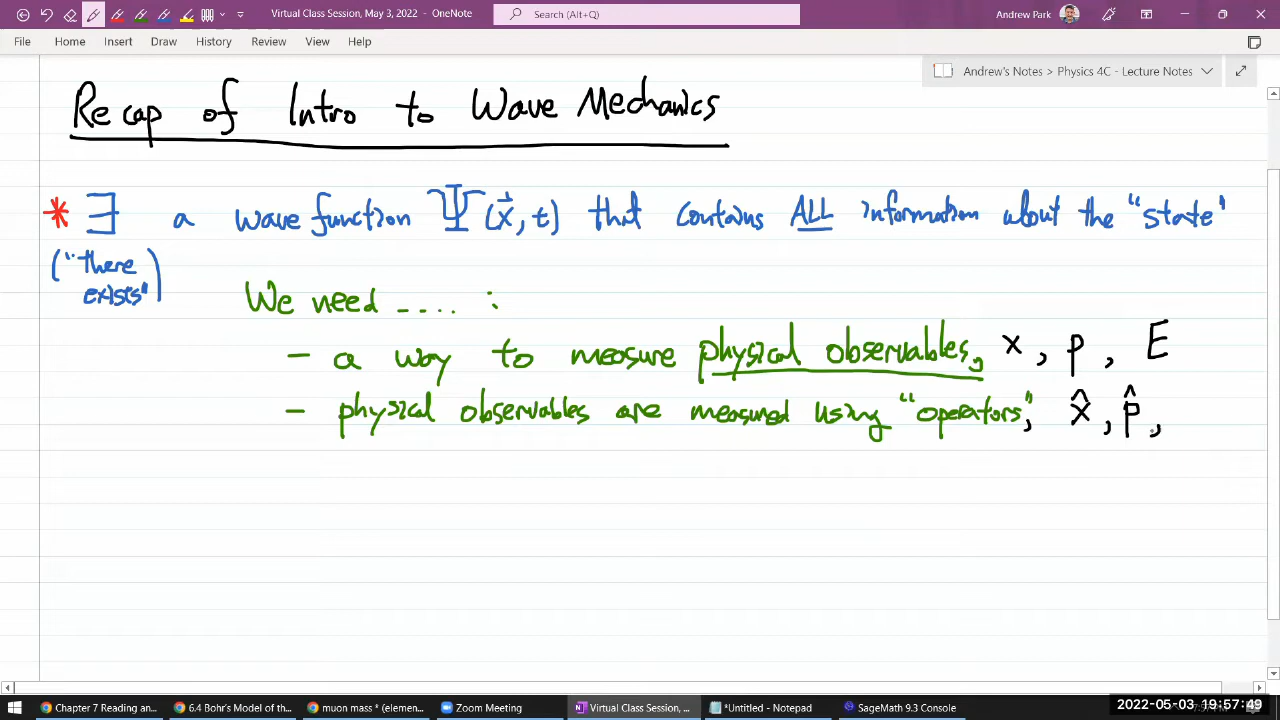 Virtual Class Session, May 3, 2022 - OneNote
Search (Alt+Q)
Andrew Park
File Home Insert Draw History Review View Help
Andrew's Notes > Physics 4C - Lecture Notes
Recap of Intro to Wave Mechanics
* ∃ a wave function Ψ(x⃗, t) that contains ALL information about the "state"
("there exists")
We need .... :
- a way to measure physical observables, x, p, E
- physical observables are measured using "operators", x̂, p̂,
Chapter 7 Reading an... 6.4 Bohr's Model of th... muon mass * (elemen... Zoom Meeting Virtual Class Session,... *Untitled - Notepad SageMath 9.3 Console
2022-05-03 19:57:49